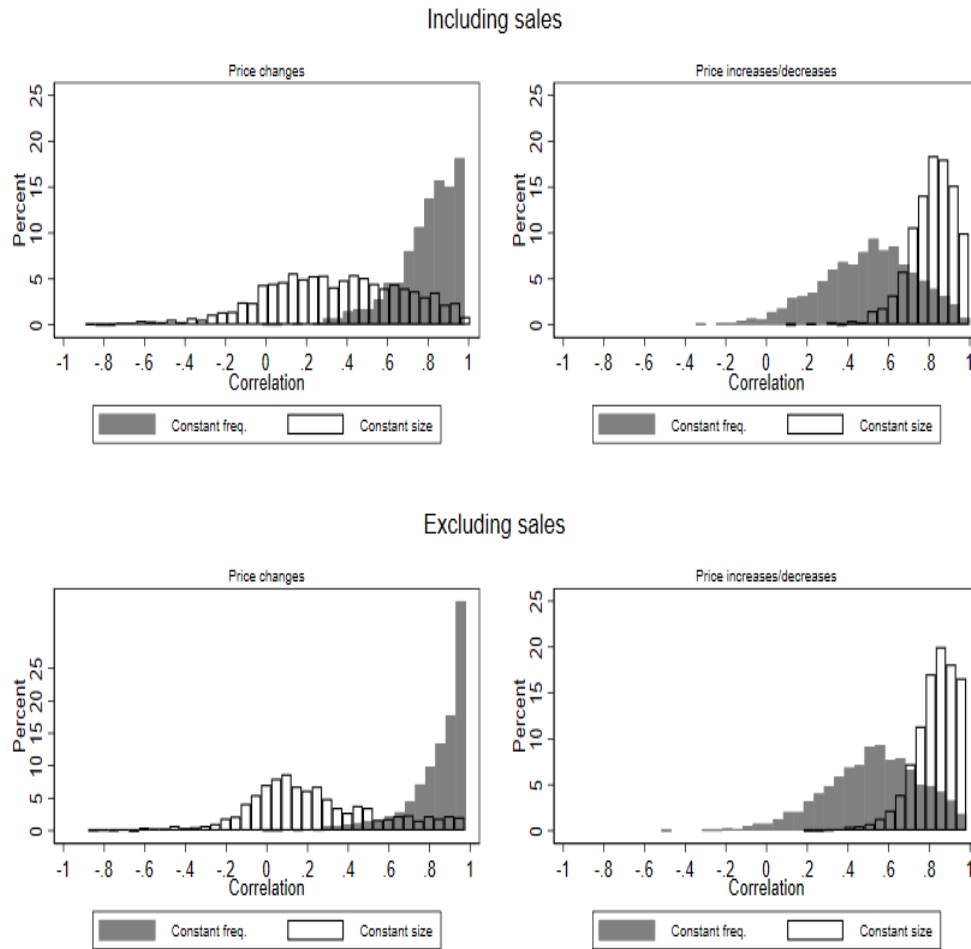 Including sales
Price changes
Price increases/decreases
25
20
15
10
5
0
Percent
25
20
15
10
5
0
Percent
-1 -.8 -.6 -.4 -.2 0 .2 .4 .6 .8 1
-1 -.8 -.6 -.4 -.2 0 .2 .4 .6 .8 1
Correlation
Correlation
Constant freq. Constant size
Constant freq. Constant size
Excluding sales
Price changes
Price increases/decreases
25
20
15
10
5
0
Percent
25
20
15
10
5
0
Percent
-1 -.8 -.6 -.4 -.2 0 .2 .4 .6 .8 1
-1 -.8 -.6 -.4 -.2 0 .2 .4 .6 .8 1
Correlation
Correlation
Constant freq. Constant size
Constant freq. Constant size